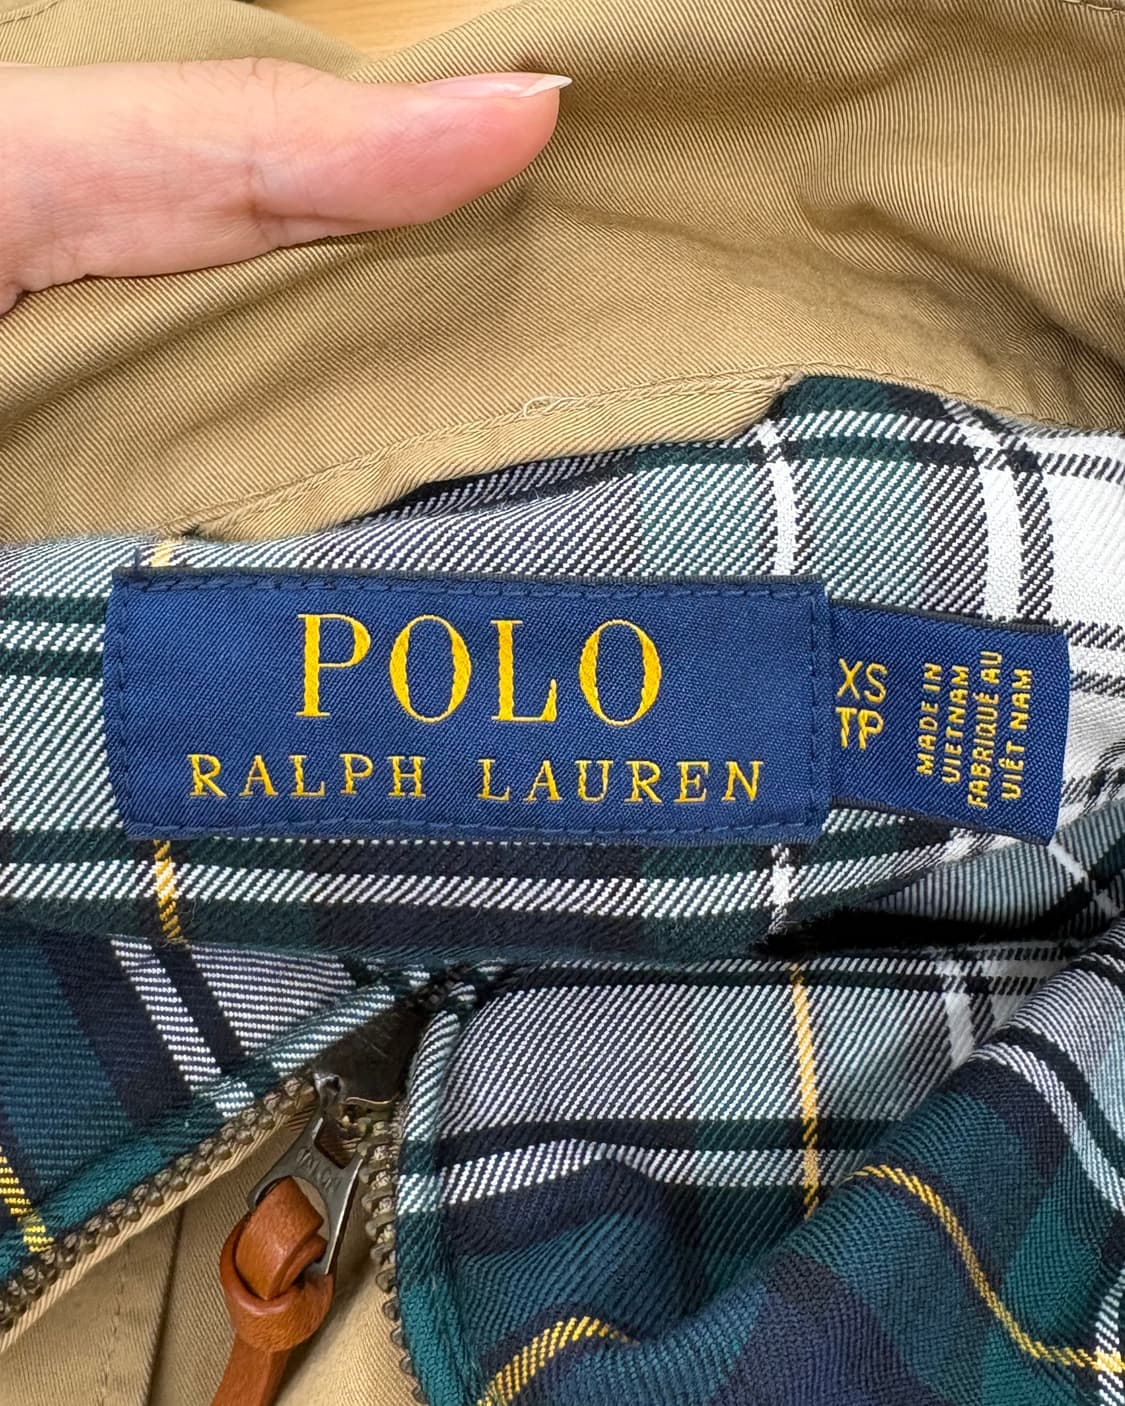 POLO
RALPH LAUREN
XS
TP
MADE IN
VIETNAM
FABRIQUÉ AU
VIÊT NAM